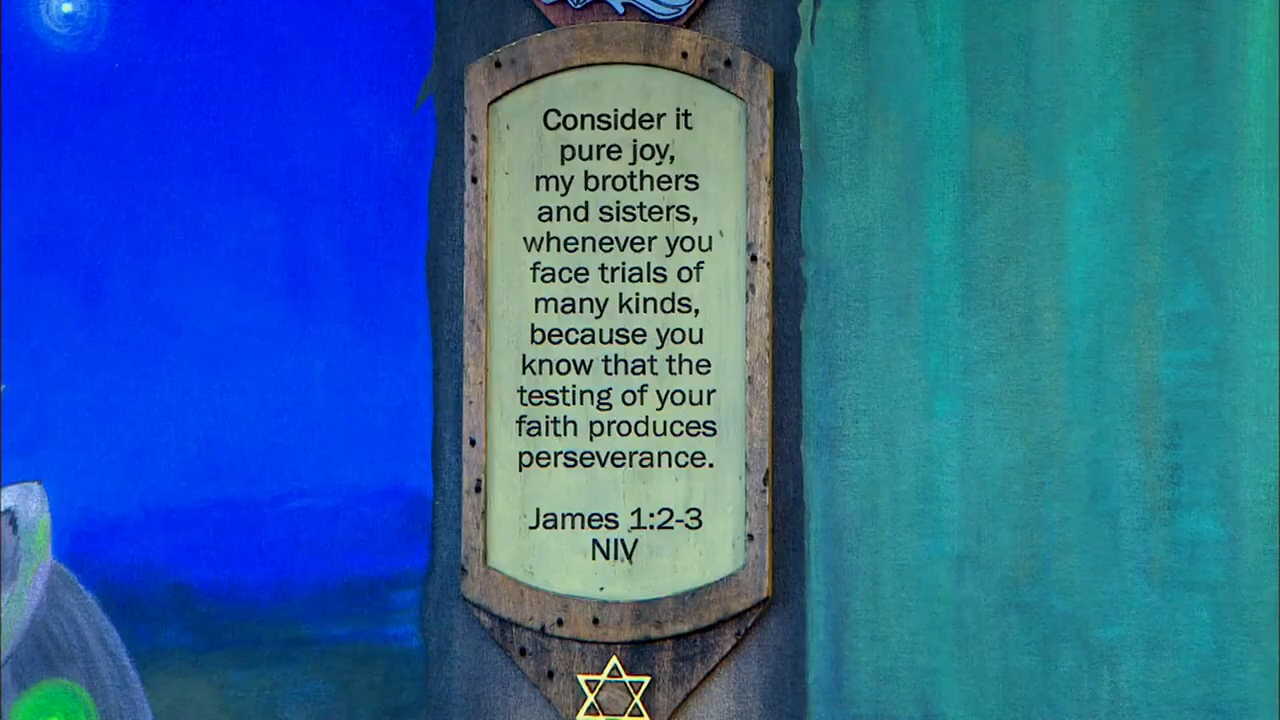 Consider it
pure joy,
my brothers
and sisters,
whenever you
face trials of
many kinds,
because you
know that the
testing of your
faith produces
perseverance.
James 1:2-3
NIV